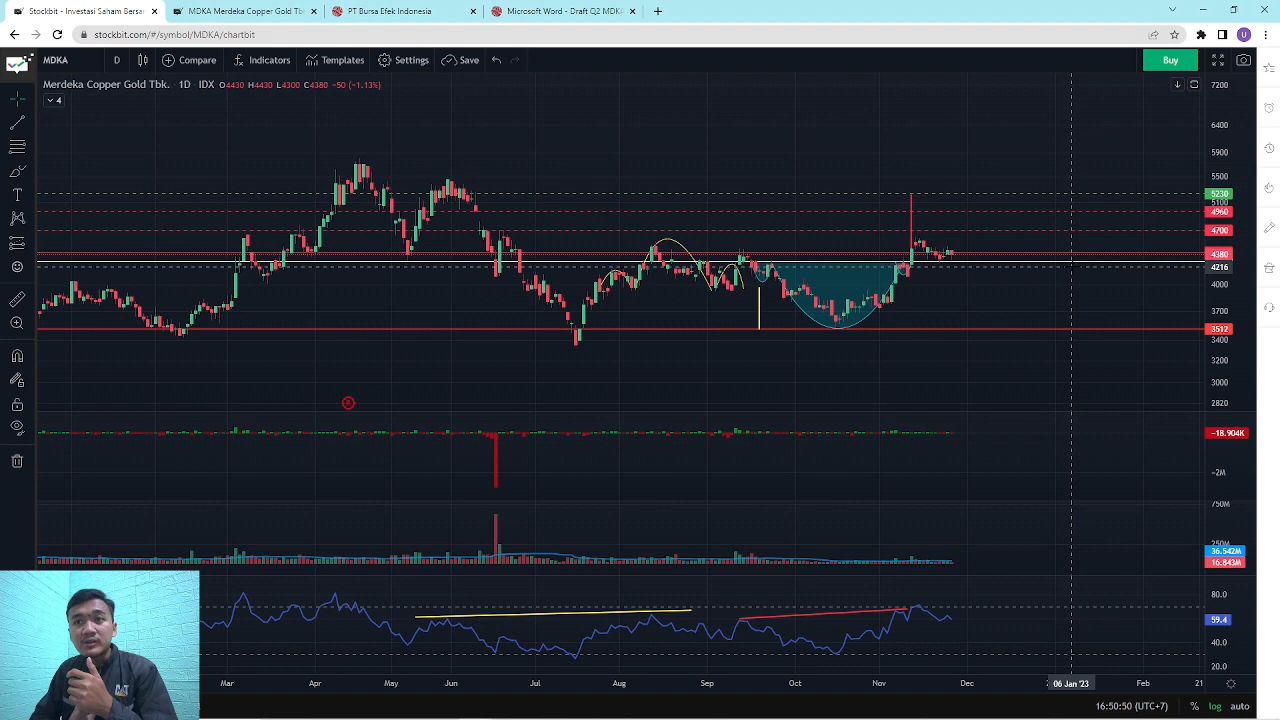 Stockbit - Investasi Saham Bersar
MDKA Merdeka Copper Gold Tbk.
PT Bursa Efek Indonesia
Microsoft Word - Draft Q2 MDKA
stockbit.com/#/symbol/MDKA/chartbit
U
MDKA
D
Compare
Indicators
Templates
Settings
Save
Buy
Merdeka Copper Gold Tbk. 1D IDX O4430 H4430 L4300 C4380 -50 (-1.13%)
4
7200
6400
5900
5500
5230
5100
4960
4700
4380
4216
4000
3700
3512
3400
3200
3000
2820
-18.904K
-2M
750M
250M
36.542M
16.843M
80.0
59.4
40.0
20.0
CAT
Mar
Apr
May
Jun
Jul
Aug
Sep
Oct
Nov
Dec
06 Jan '23
Feb
21
16:50:50 (UTC+7)
%
log
auto